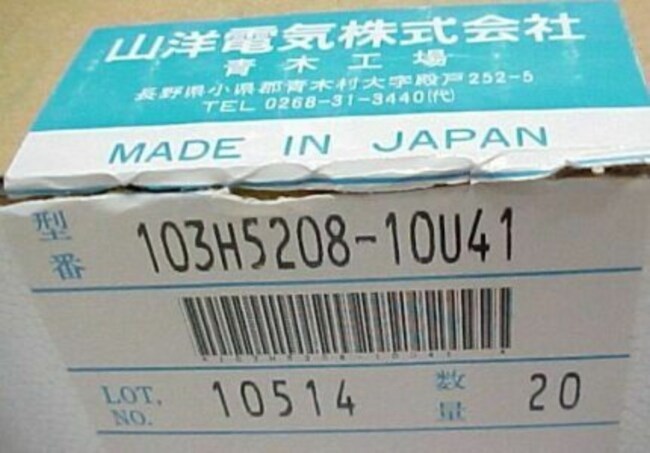 山洋電気株式会社
青木工場
長野県小県郡青木村大字殿戸252-5
TEL 0268-31-3440(代)
MADE IN JAPAN
型番 103H5208-10U41
LOT. NO. 10514 数量 20